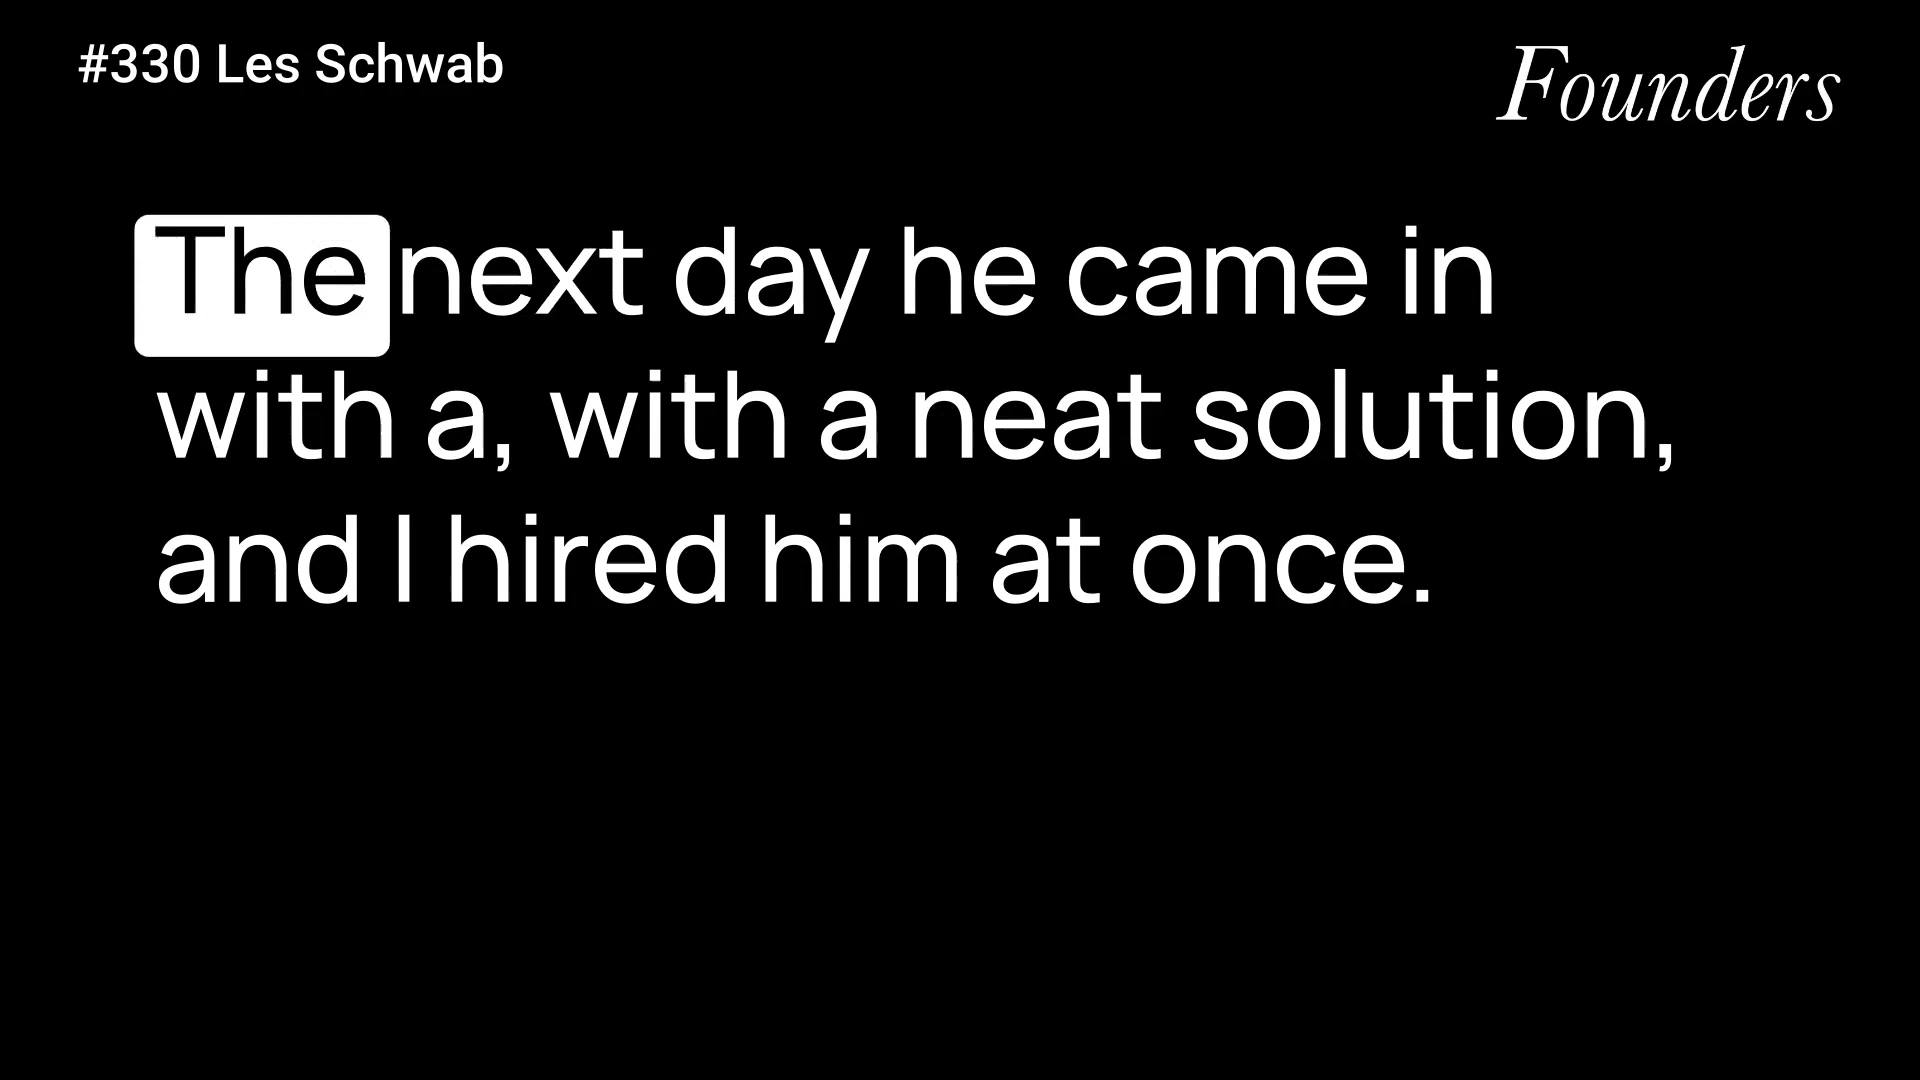 #330 Les Schwab
Founders
The next day he came in
with a, with a neat solution,
and I hired him at once.